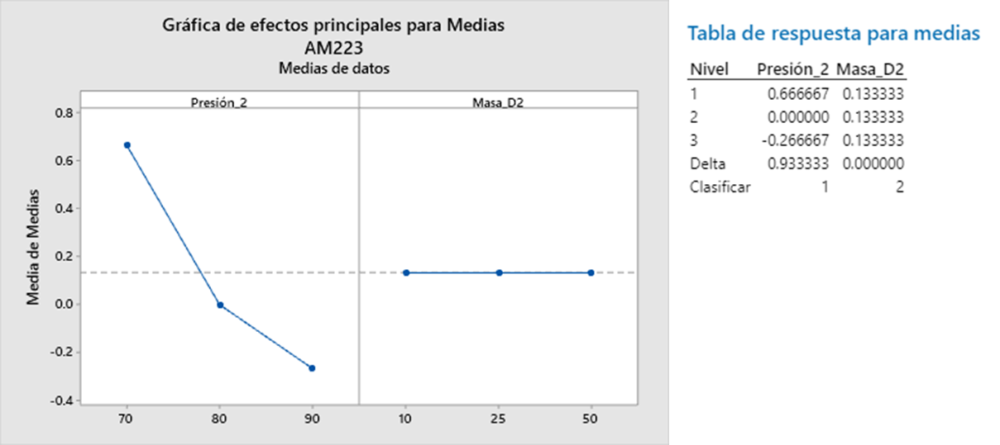 Gráfica de efectos principales para Medias
AM223
Medias de datos
Presión_2 Masa_D2
0.8
0.6
0.4
0.2
0.0
-0.2
-0.4
Media de Medias
70 80 90 10 25 50
Tabla de respuesta para medias
Nivel Presión_2 Masa_D2
1 0.666667 0.133333
2 0.000000 0.133333
3 -0.266667 0.133333
Delta 0.933333 0.000000
Clasificar 1 2